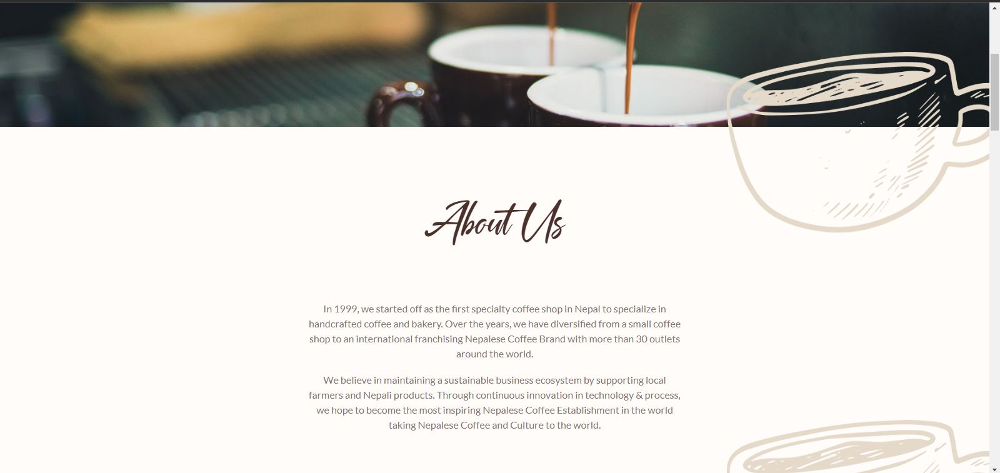 About Us
In 1999, we started off as the first specialty coffee shop in Nepal to specialize in
handcrafted coffee and bakery. Over the years, we have diversified from a small coffee
shop to an international franchising Nepalese Coffee Brand with more than 30 outlets
around the world.
We believe in maintaining a sustainable business ecosystem by supporting local
farmers and Nepali products. Through continuous innovation in technology & process,
we hope to become the most inspiring Nepalese Coffee Establishment in the world
taking Nepalese Coffee and Culture to the world.